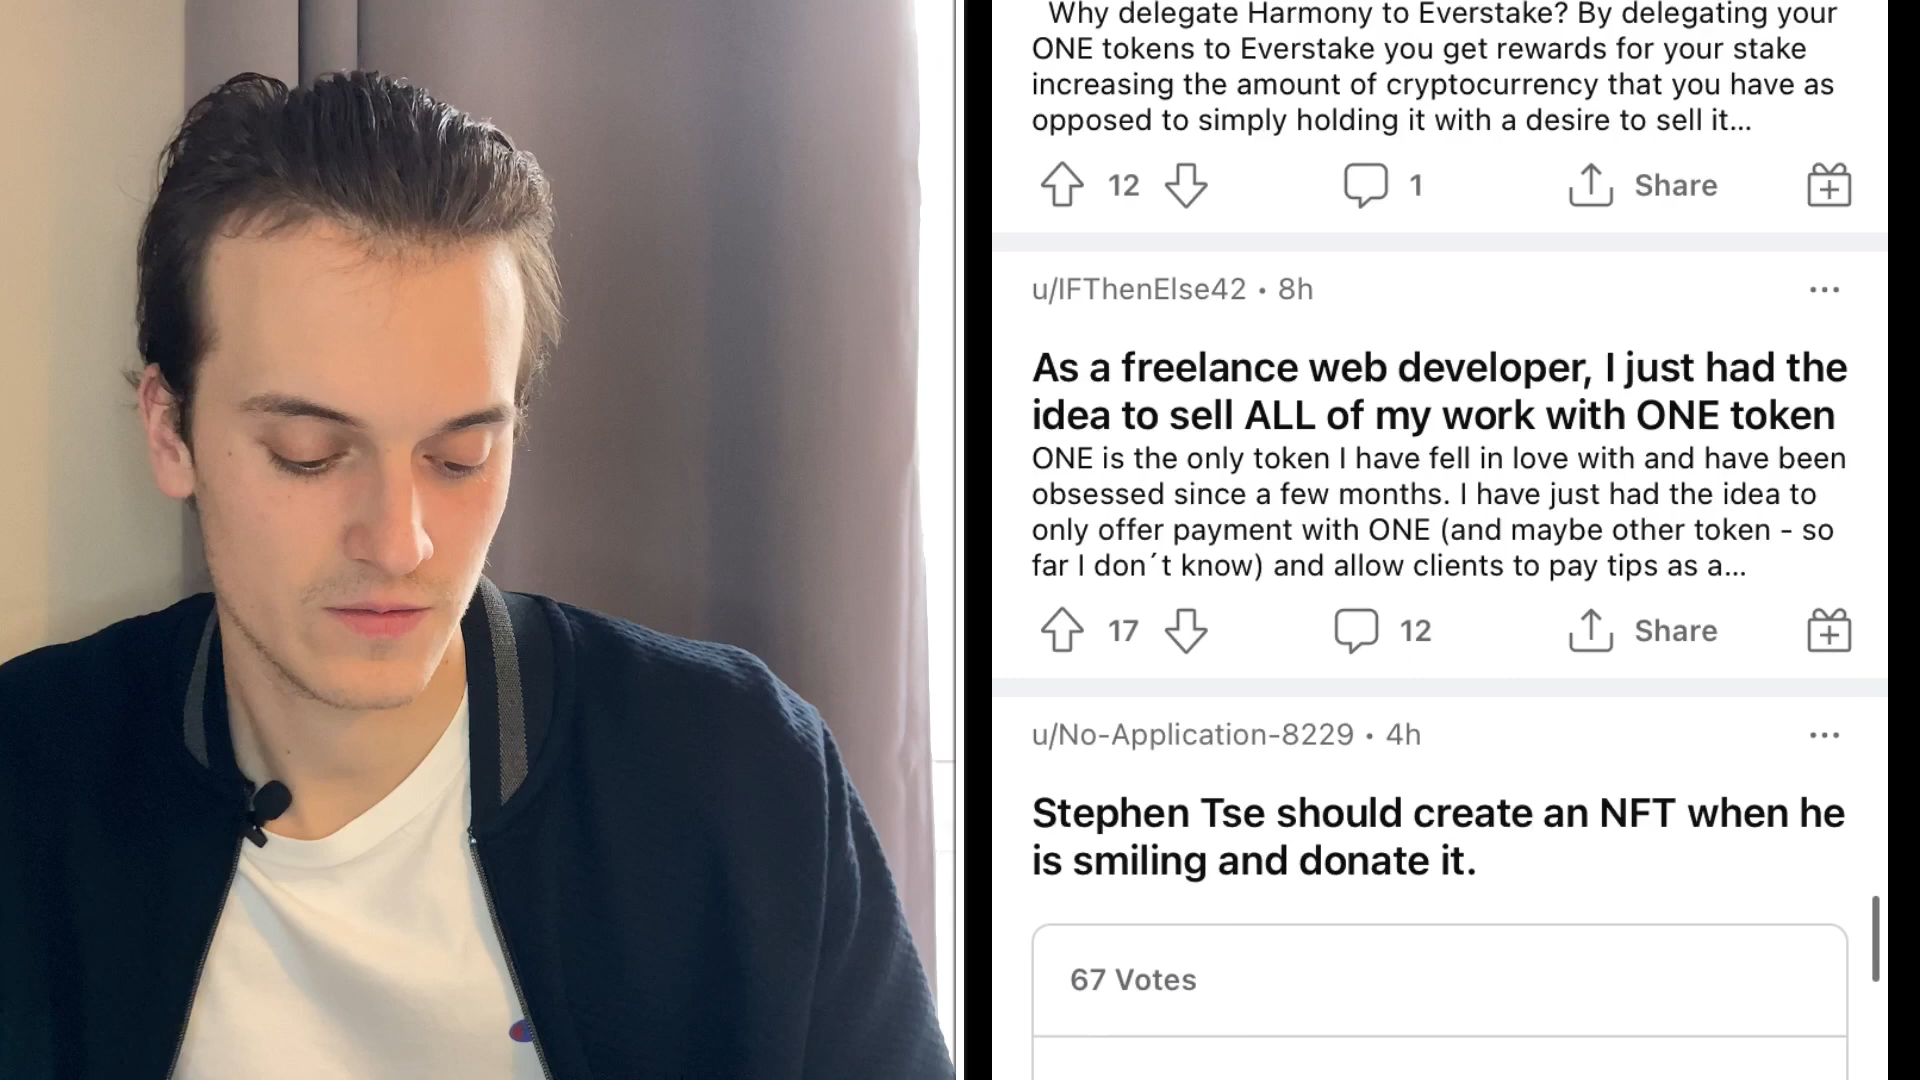 Why delegate Harmony to Everstake? By delegating your
ONE tokens to Everstake you get rewards for your stake
increasing the amount of cryptocurrency that you have as
opposed to simply holding it with a desire to sell it...
12
1
Share
u/IFThenElse42 • 8h
As a freelance web developer, I just had the
idea to sell ALL of my work with ONE token
ONE is the only token I have fell in love with and have been
obsessed since a few months. I have just had the idea to
only offer payment with ONE (and maybe other token - so
far I don´t know) and allow clients to pay tips as a...
17
12
Share
u/No-Application-8229 • 4h
Stephen Tse should create an NFT when he
is smiling and donate it.
67 Votes